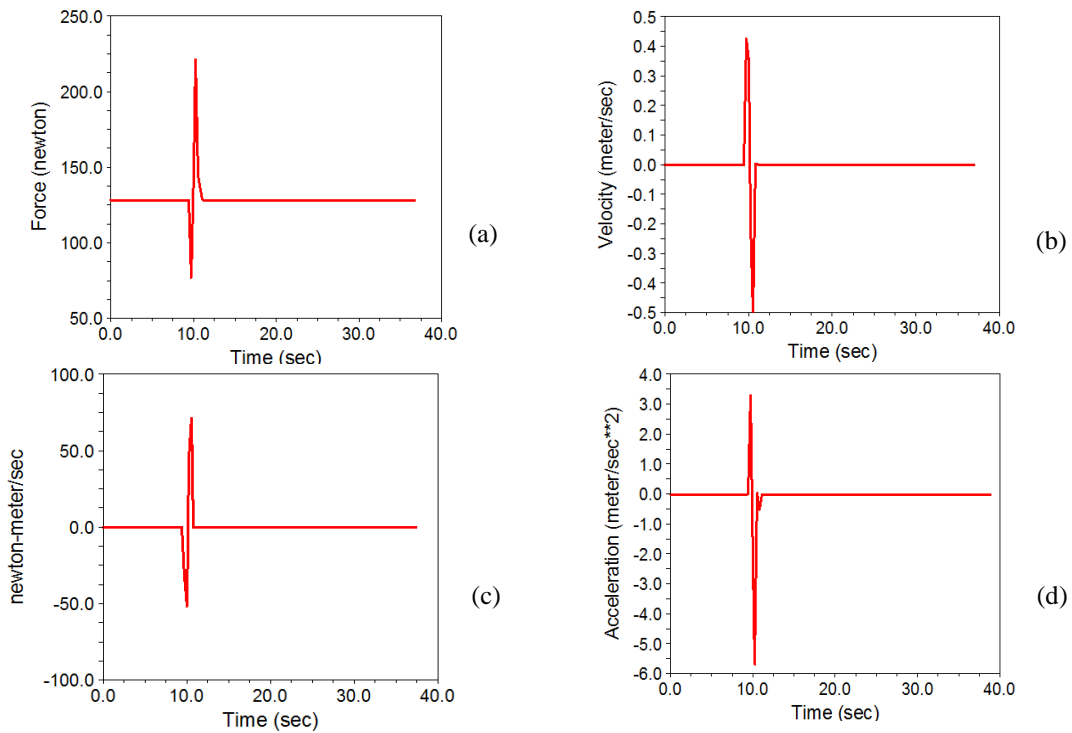 Force (newton)
250.0
200.0
150.0
100.0
50.0
0.0 10.0 20.0 30.0 40.0
Time (sec)
(a)
Velocity (meter/sec)
0.5
0.4
0.3
0.2
0.1
0.0
-0.1
-0.2
-0.3
-0.4
-0.5
0.0 10.0 20.0 30.0 40.0
Time (sec)
(b)
newton-meter/sec
100.0
50.0
0.0
-50.0
-100.0
0.0 10.0 20.0 30.0 40.0
Time (sec)
(c)
Acceleration (meter/sec**2)
4.0
3.0
2.0
1.0
0.0
-1.0
-2.0
-3.0
-4.0
-5.0
-6.0
0.0 10.0 20.0 30.0 40.0
Time (sec)
(d)